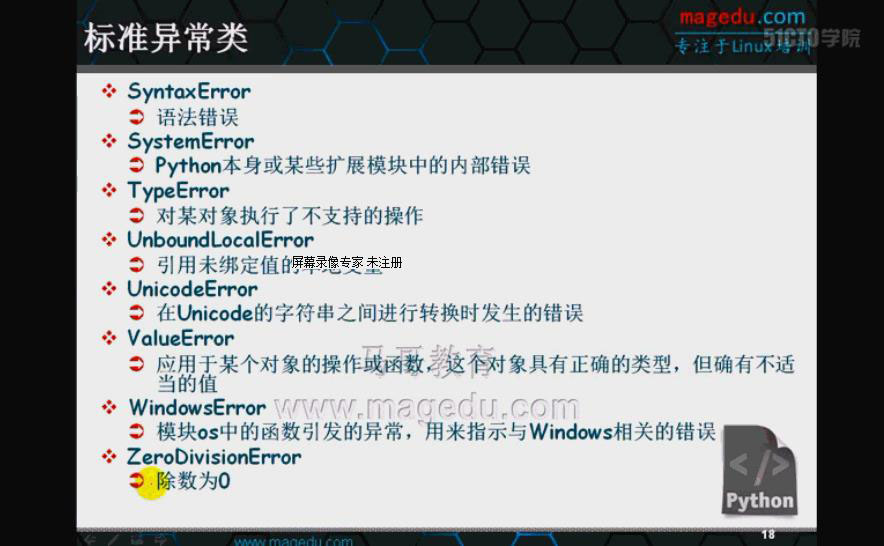 标准异常类
magedu.com
专注于Linux培训
51CTO学院
SyntaxError
语法错误
SystemError
Python本身或某些扩展模块中的内部错误
TypeError
对某对象执行了不支持的操作
UnboundLocalError
引用未绑定值的
屏幕录像专家 未注册
UnicodeError
在Unicode的字符串之间进行转换时发生的错误
ValueError
马哥教育
应用于某个对象的操作或函数，这个对象具有正确的类型，但确有不适
当的值
WindowsError
www.magedu.com
模块os中的函数引发的异常，用来指示与Windows相关的错误
ZeroDivisionError
除数为0
</>
Python
18
www.magedu.com